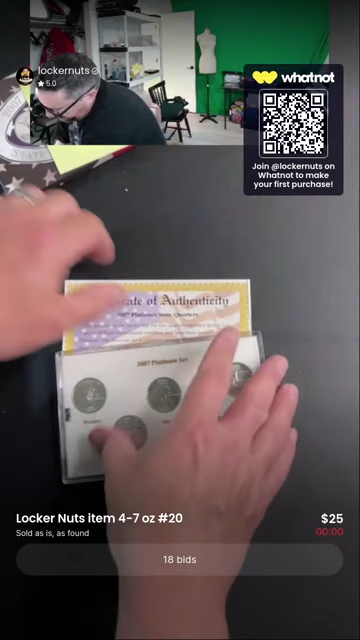 lockernuts
★ 5.0
whatnot
Join @lockernuts on
Whatnot to make
your first purchase!
STATE
cate of Authenticity
2007 Platinum State Quarters
2007 Platinum Set
Locker Nuts item 4-7 oz #20
$25
Sold as is, as found
00:00
18 bids